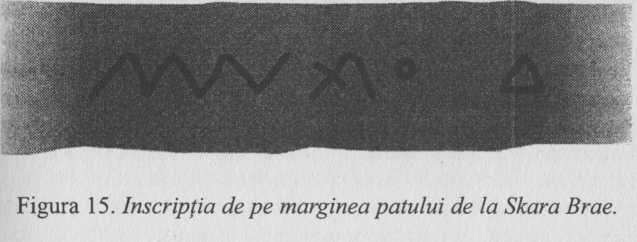 Figura 15. Inscripția de pe marginea patului de la Skara Brae.